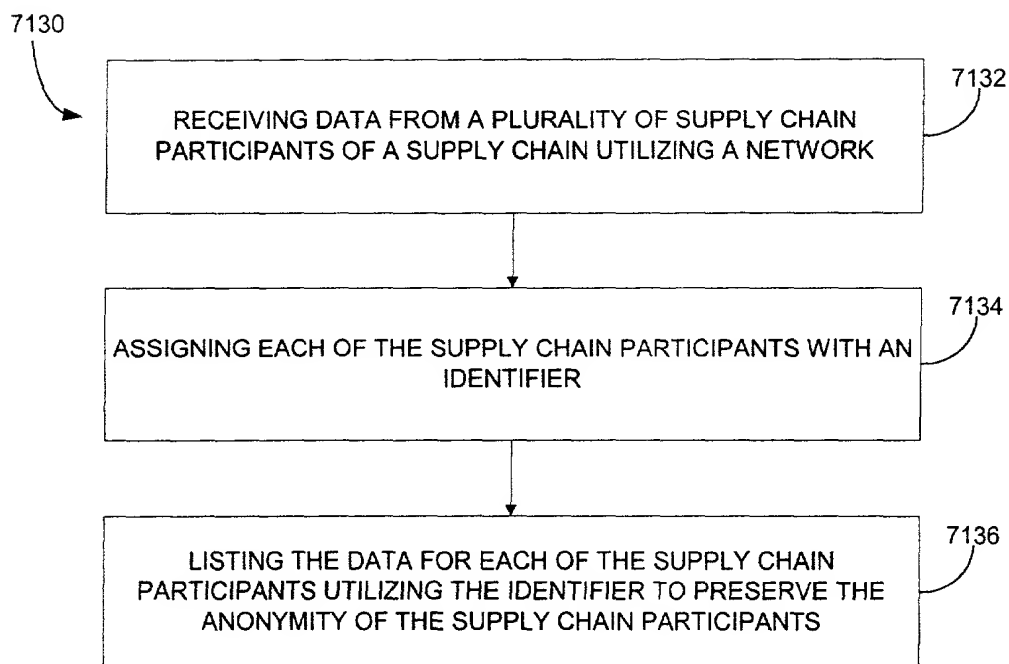 7130
7132
RECEIVING DATA FROM A PLURALITY OF SUPPLY CHAIN
PARTICIPANTS OF A SUPPLY CHAIN UTILIZING A NETWORK
7134
ASSIGNING EACH OF THE SUPPLY CHAIN PARTICIPANTS WITH AN
IDENTIFIER
7136
LISTING THE DATA FOR EACH OF THE SUPPLY CHAIN
PARTICIPANTS UTILIZING THE IDENTIFIER TO PRESERVE THE
ANONYMITY OF THE SUPPLY CHAIN PARTICIPANTS